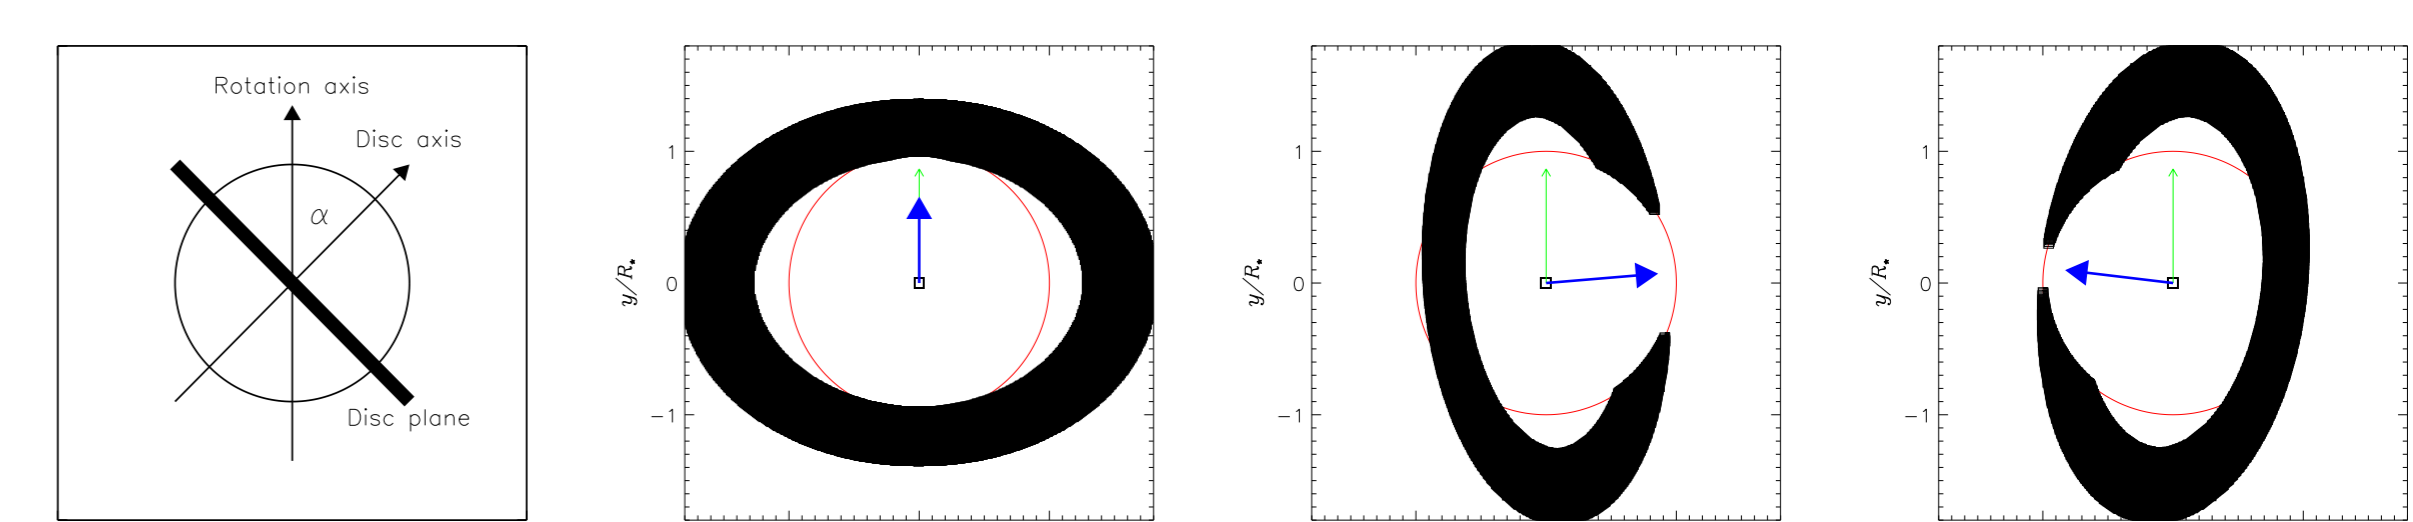 Rotation axis
Disc axis
α
Disc plane
y/R⋆
1
0
−1
y/R⋆
1
0
−1
y/R⋆
1
0
−1